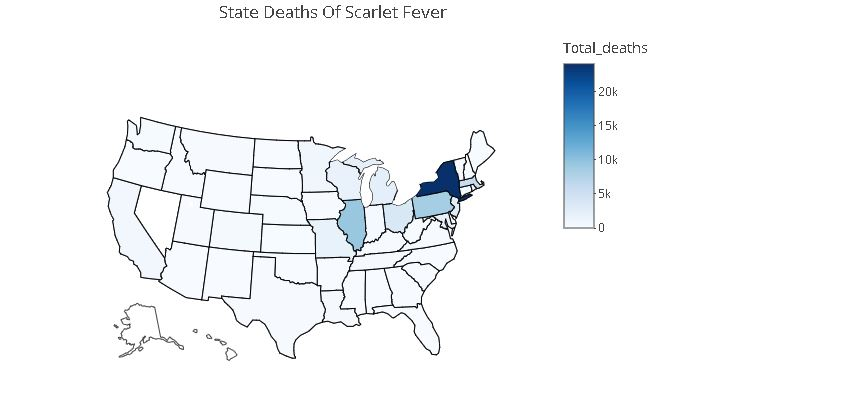 State Deaths Of Scarlet Fever
Total_deaths
20k
15k
10k
5k
0